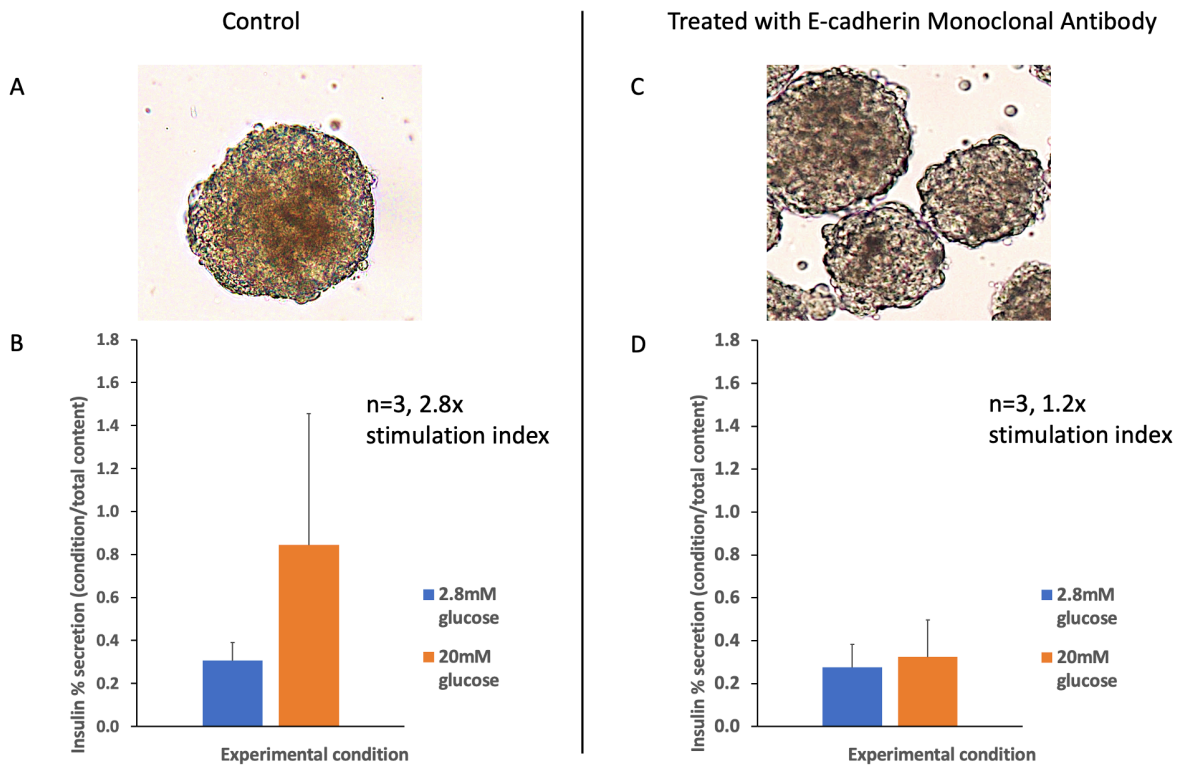 Control
Treated with E-cadherin Monoclonal Antibody
A
C
B
Insulin % secretion (condition/total content)
1.8
1.6
1.4
1.2
1.0
0.8
0.6
0.4
0.2
0.0
n=3, 2.8x
stimulation index
2.8mM
glucose
20mM
glucose
Experimental condition
D
Insulin % secretion (condition/total content)
1.8
1.6
1.4
1.2
1.0
0.8
0.6
0.4
0.2
0.0
n=3, 1.2x
stimulation index
2.8mM
glucose
20mM
glucose
Experimental condition